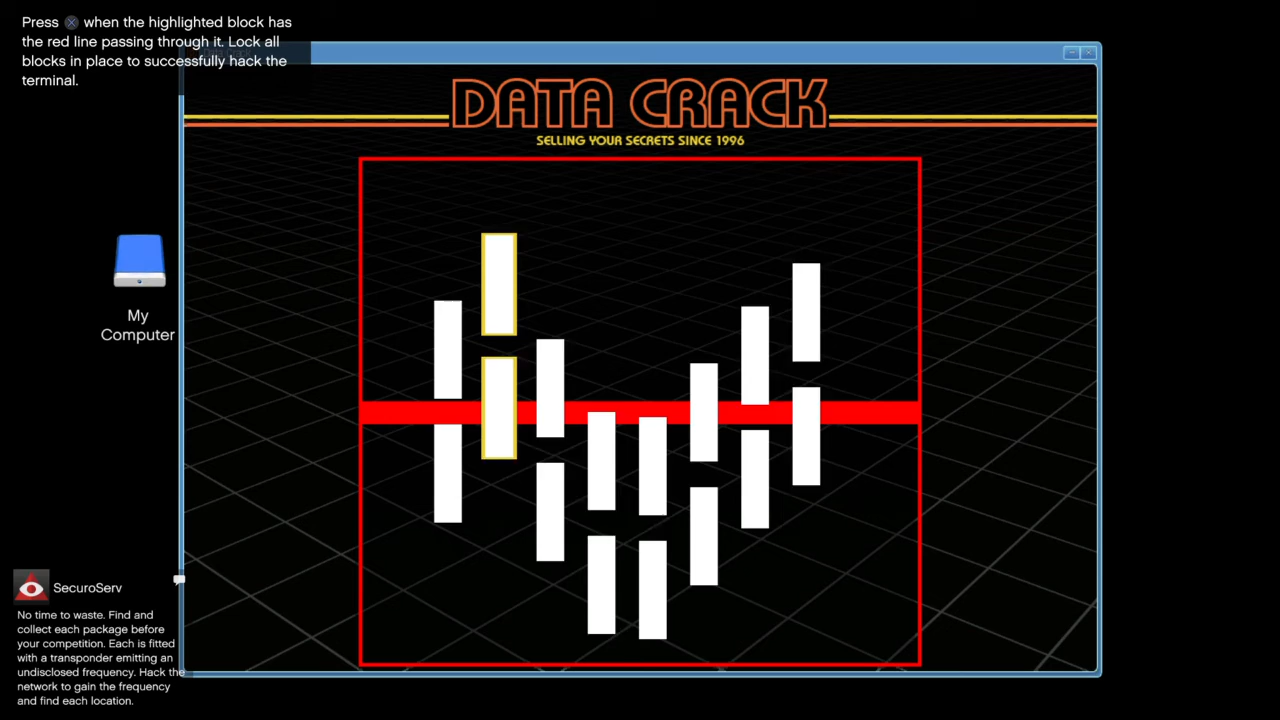 Press ⓧ when the highlighted block has
the red line passing through it. Lock all
blocks in place to successfully hack the
terminal.
DATA CRACK
SELLING YOUR SECRETS SINCE 1996
My
Computer
SecuroServ
No time to waste. Find and
collect each package before
your competition. Each is fitted
with a transponder emitting an
undisclosed frequency. Hack the
network to gain the frequency
and find each location.